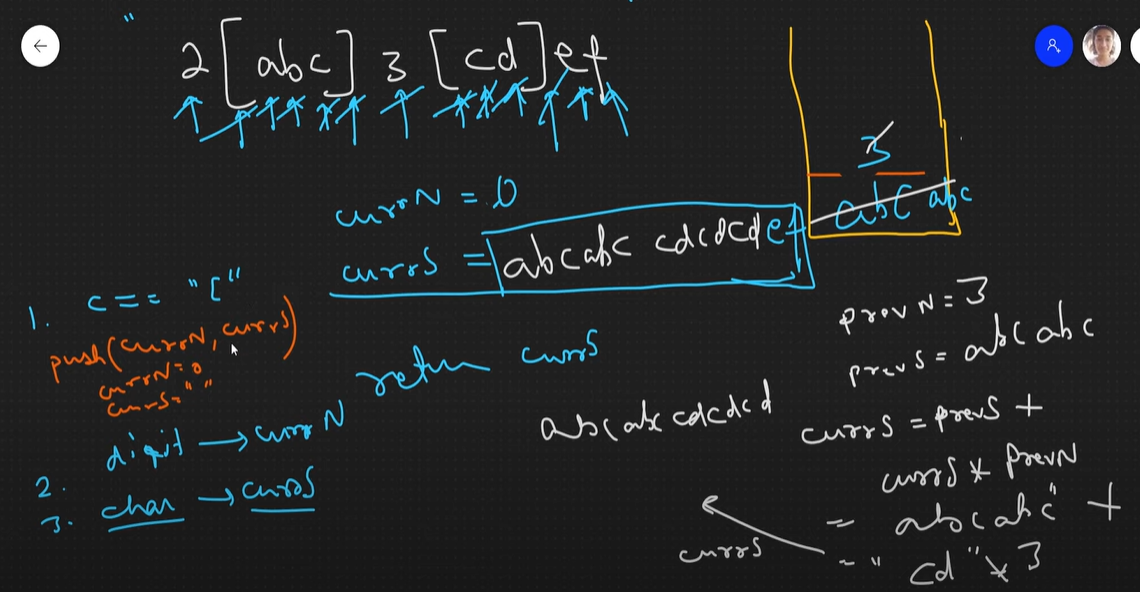 "
2[abc]3[cd]ef
3
abc abc
currN = 0
currS = abcabc cdcdcdef
1. c == "["
push(currN, currS)
currN=0
currS=" "
return currS
2. digit → currN
3. char → currS
abcabc cdcdcd
prevN = 3
prevS = abc abc
currS = prevS +
currS * prevN
= abcabc" +
= " cd " * 3
currS